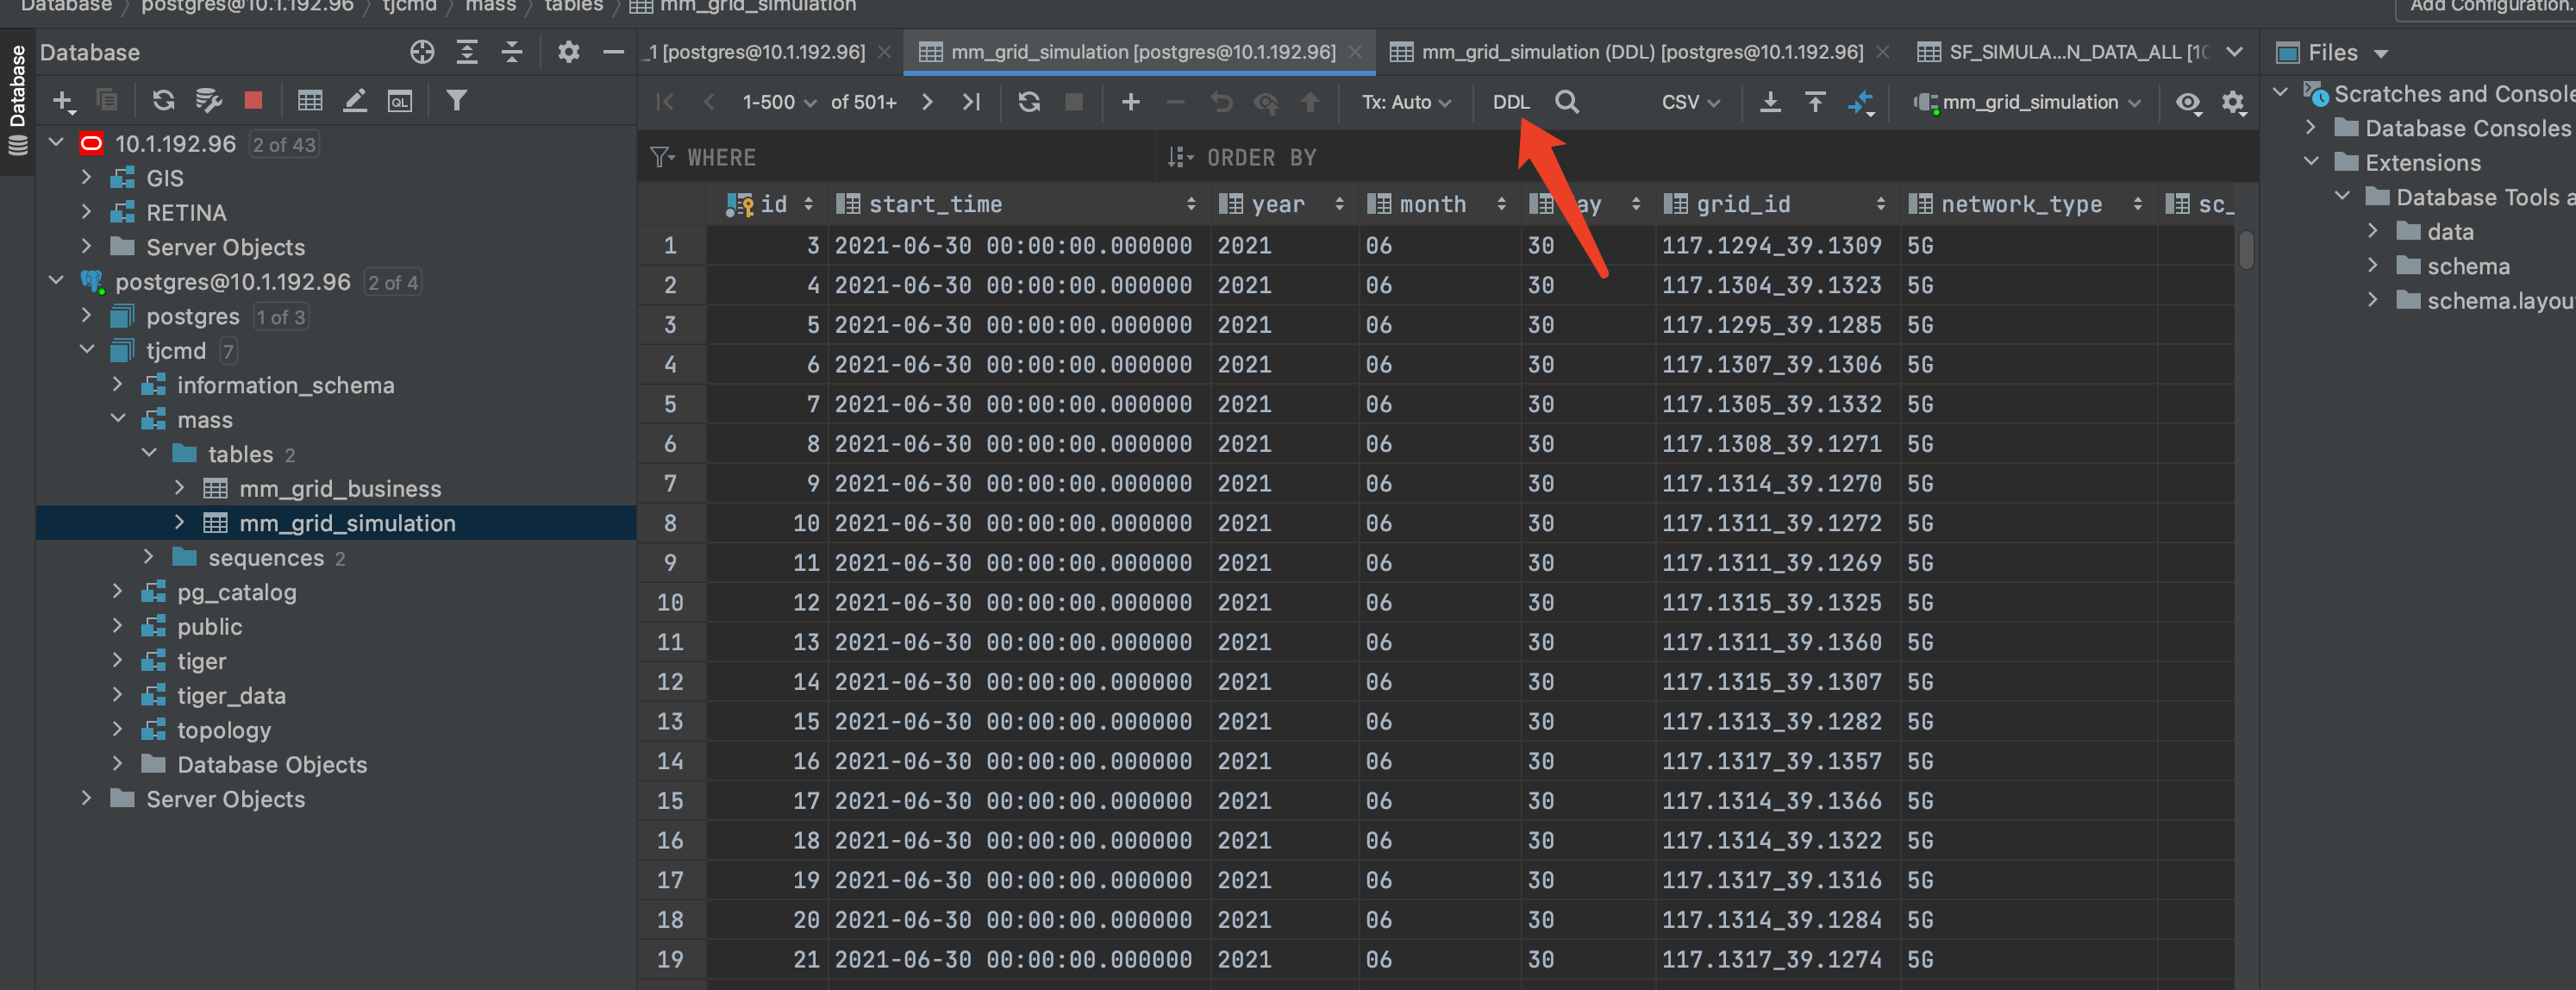 Database postgres@10.1.192.96 tjcmd mass tables mm_grid_simulation
Add Configuration.
Database
Database
_1 [postgres@10.1.192.96]
mm_grid_simulation [postgres@10.1.192.96]
mm_grid_simulation (DDL) [postgres@10.1.192.96]
SF_SIMULA...N_DATA_ALL [10
Files
QL
1-500 of 501+
Tx: Auto
DDL
CSV
mm_grid_simulation
WHERE
ORDER BY
10.1.192.96 2 of 43
GIS
RETINA
Server Objects
postgres@10.1.192.96 2 of 4
postgres 1 of 3
tjcmd 7
information_schema
mass
tables 2
mm_grid_business
mm_grid_simulation
sequences 2
pg_catalog
public
tiger
tiger_data
topology
Database Objects
Server Objects
id start_time year month ay grid_id network_type sc_
1 3 2021-06-30 00:00:00.000000 2021 06 30 117.1294_39.1309 5G
2 4 2021-06-30 00:00:00.000000 2021 06 30 117.1304_39.1323 5G
3 5 2021-06-30 00:00:00.000000 2021 06 30 117.1295_39.1285 5G
4 6 2021-06-30 00:00:00.000000 2021 06 30 117.1307_39.1306 5G
5 7 2021-06-30 00:00:00.000000 2021 06 30 117.1305_39.1332 5G
6 8 2021-06-30 00:00:00.000000 2021 06 30 117.1308_39.1271 5G
7 9 2021-06-30 00:00:00.000000 2021 06 30 117.1314_39.1270 5G
8 10 2021-06-30 00:00:00.000000 2021 06 30 117.1311_39.1272 5G
9 11 2021-06-30 00:00:00.000000 2021 06 30 117.1311_39.1269 5G
10 12 2021-06-30 00:00:00.000000 2021 06 30 117.1315_39.1325 5G
11 13 2021-06-30 00:00:00.000000 2021 06 30 117.1311_39.1360 5G
12 14 2021-06-30 00:00:00.000000 2021 06 30 117.1315_39.1307 5G
13 15 2021-06-30 00:00:00.000000 2021 06 30 117.1313_39.1282 5G
14 16 2021-06-30 00:00:00.000000 2021 06 30 117.1317_39.1357 5G
15 17 2021-06-30 00:00:00.000000 2021 06 30 117.1314_39.1366 5G
16 18 2021-06-30 00:00:00.000000 2021 06 30 117.1314_39.1322 5G
17 19 2021-06-30 00:00:00.000000 2021 06 30 117.1317_39.1316 5G
18 20 2021-06-30 00:00:00.000000 2021 06 30 117.1314_39.1284 5G
19 21 2021-06-30 00:00:00.000000 2021 06 30 117.1317_39.1274 5G
Scratches and Console
Database Consoles
Extensions
Database Tools a
data
schema
schema.layou